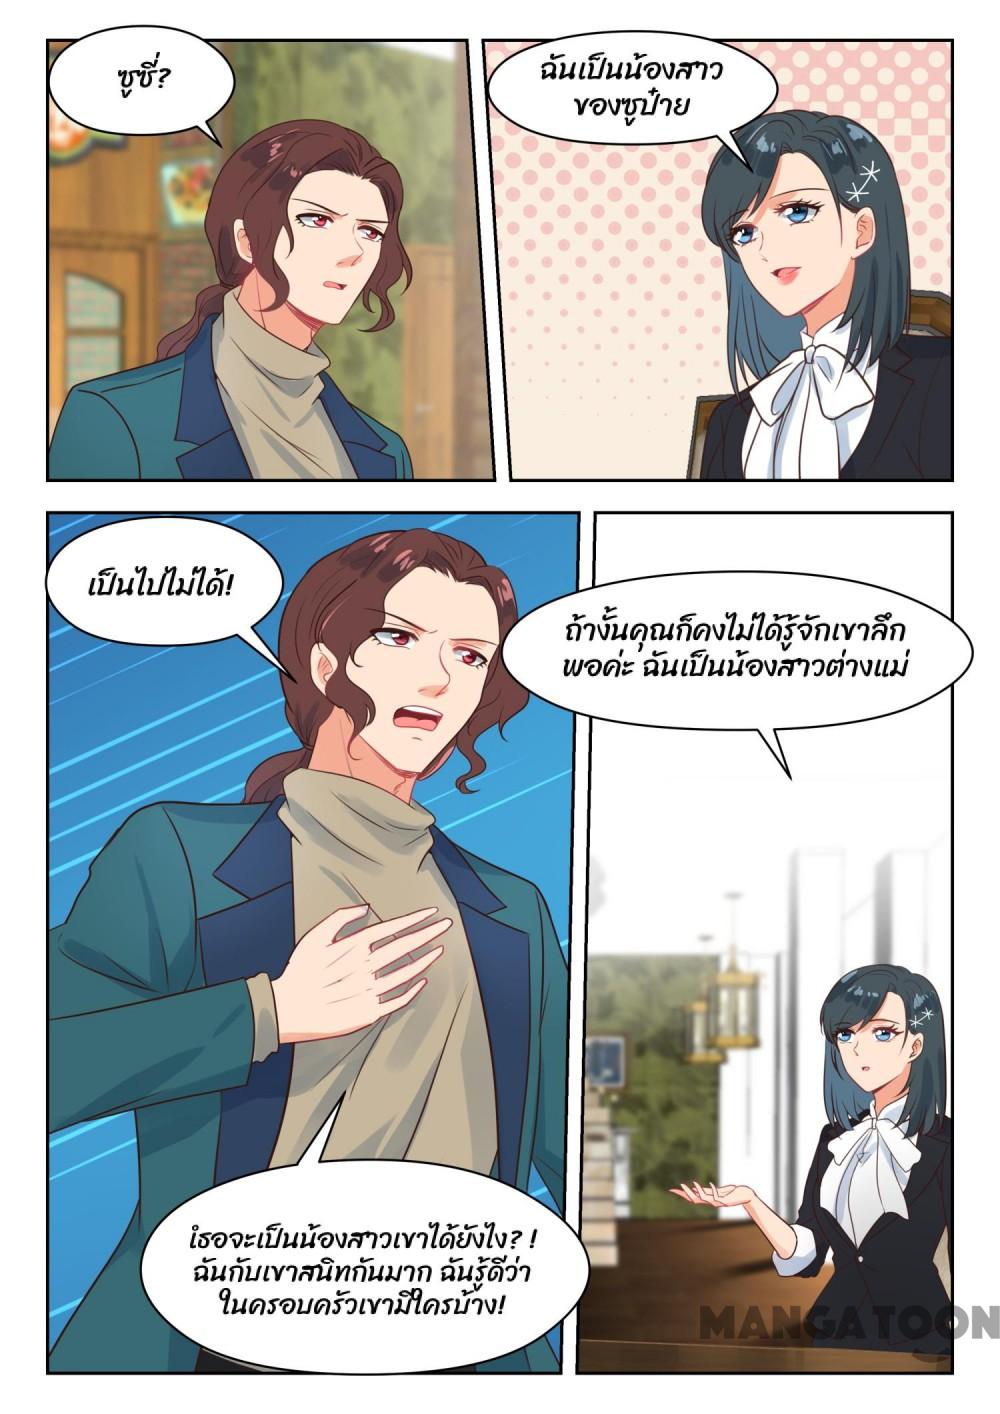 ซูซี่?
ฉันเป็นน้องสาว
ของซูป๋าย
เป็นไปไม่ได้!
ถ้างั้นคุณก็คงไม่ได้รู้จักเขาลึก
พอค่ะ ฉันเป็นน้องสาวต่างแม่
เธอจะเป็นน้องสาวเขาได้ยังไง? !
ฉันกับเขาสนิทกันมาก ฉันรู้ดีว่า
ในครอบครัวเขามีใครบ้าง!
MANGATOON